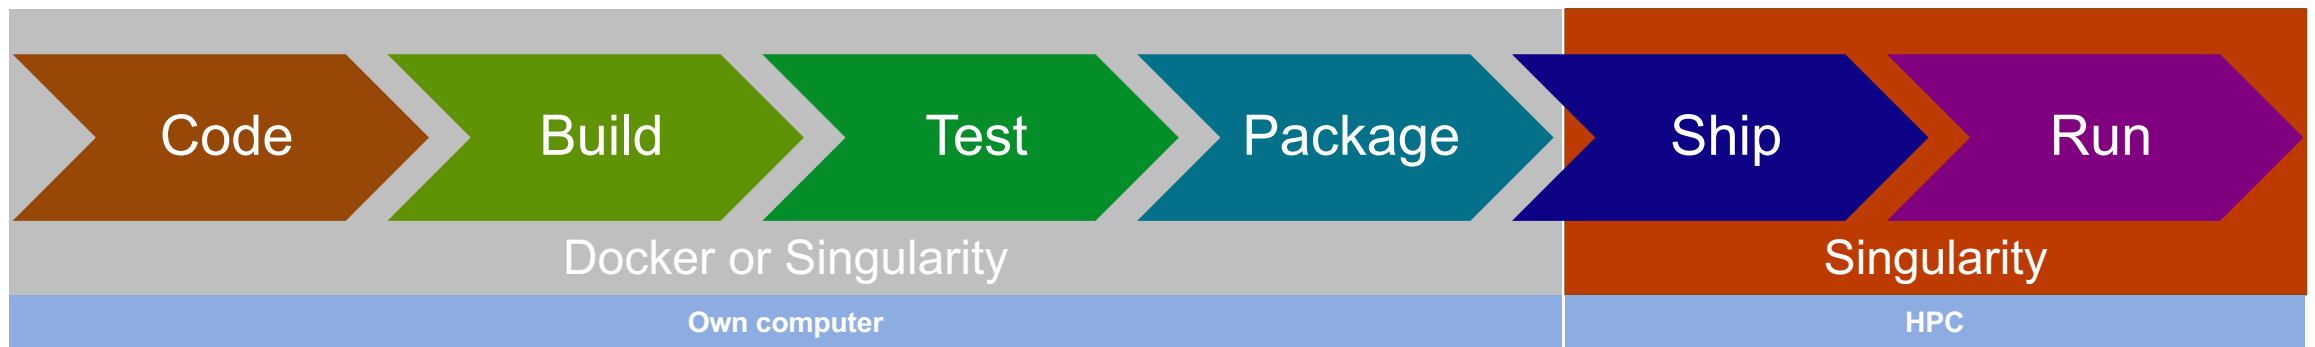 Code
Build
Test
Package
Ship
Run
Docker or Singularity
Singularity
Own computer
HPC